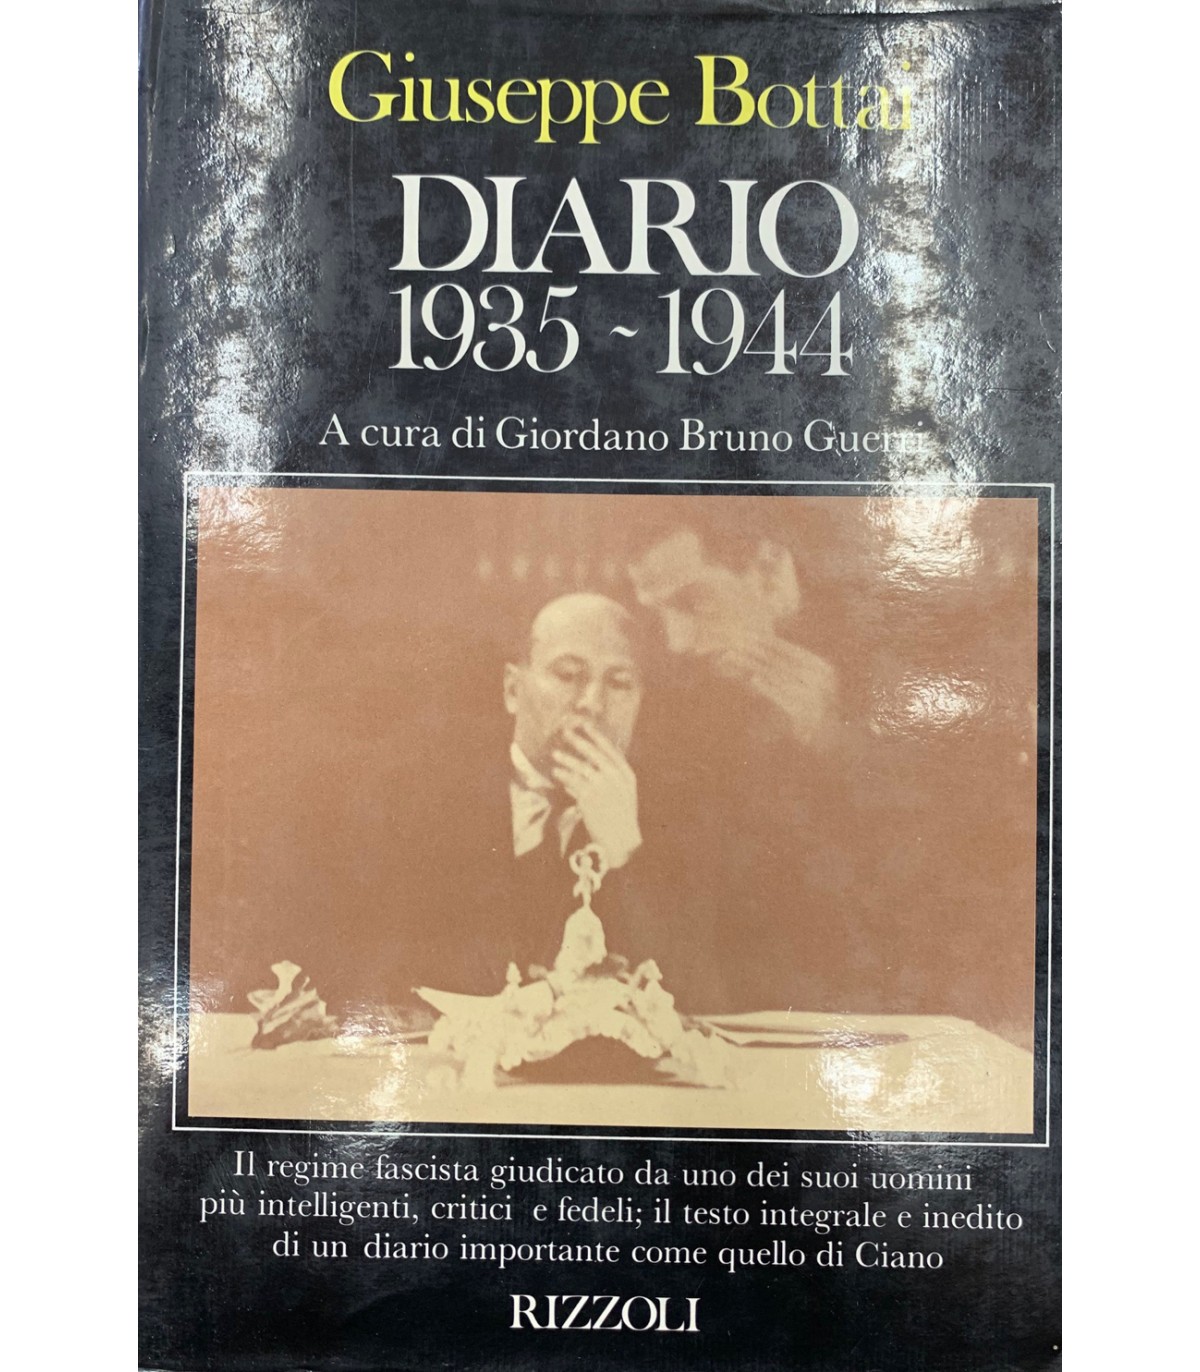 Giuseppe Bottai
DIARIO
1935~1944
A cura di Giordano Bruno Guerri
Il regime fascista giudicato da uno dei suoi uomini
più intelligenti, critici e fedeli; il testo integrale e inedito
di un diario importante come quello di Ciano
RIZZOLI